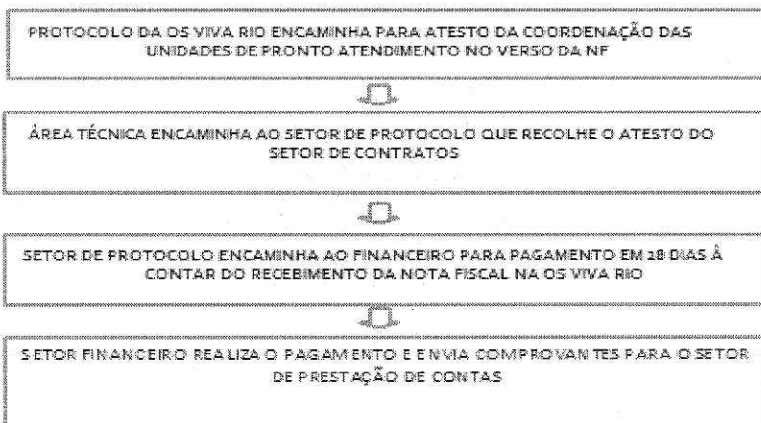 PROTOCOLO DA OS VIVA RIO ENCAMINHA PARA ATESTO DA COORDENAÇÃO DAS
UNIDADES DE PRONTO ATENDIMENTO NO VERSO DA NF
ÁREA TÉCNICA ENCAMINHA AO SETOR DE PROTOCOLO QUE RECOLHE O ATESTO DO
SETOR DE CONTRATOS
SETOR DE PROTOCOLO ENCAMINHA AO FINANCEIRO PARA PAGAMENTO EM 28 DIAS À
CONTAR DO RECEBIMENTO DA NOTA FISCAL NA OS VIVA RIO
SETOR FINANCEIRO REALIZA O PAGAMENTO E ENVIA COMPROVANTES PARA O SETOR
DE PRESTAÇÃO DE CONTAS